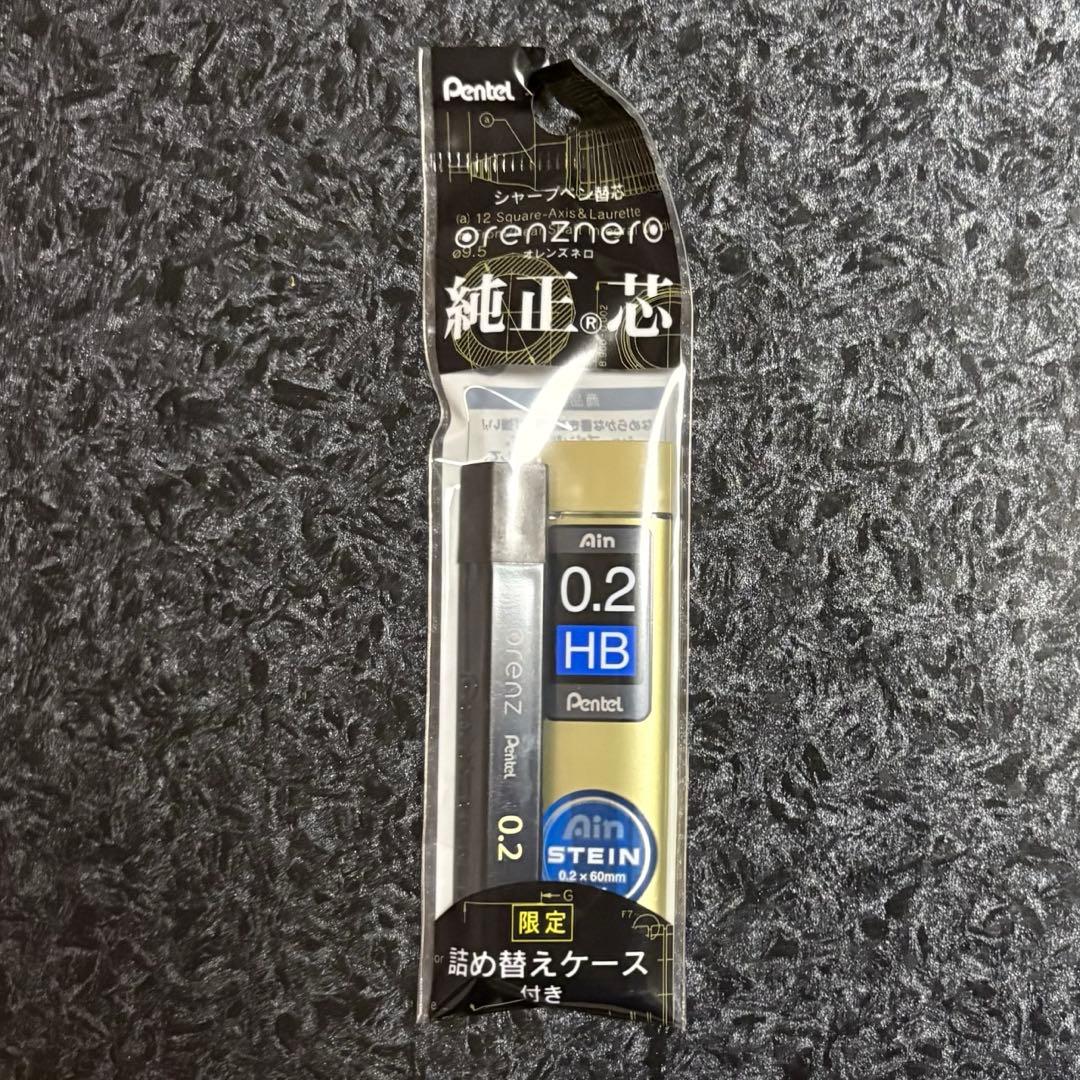 Pentel
a
シャープペン替芯
(a) 12 Square-Axis & Laurette
orenznero
ø9.5
オレンズネロ
純正®芯
Ain
0.2
HB
Pentel
orenz Pentel 0.2
Ain
STEIN
0.2×60mm
G
限定
F7
詰め替えケース
付き